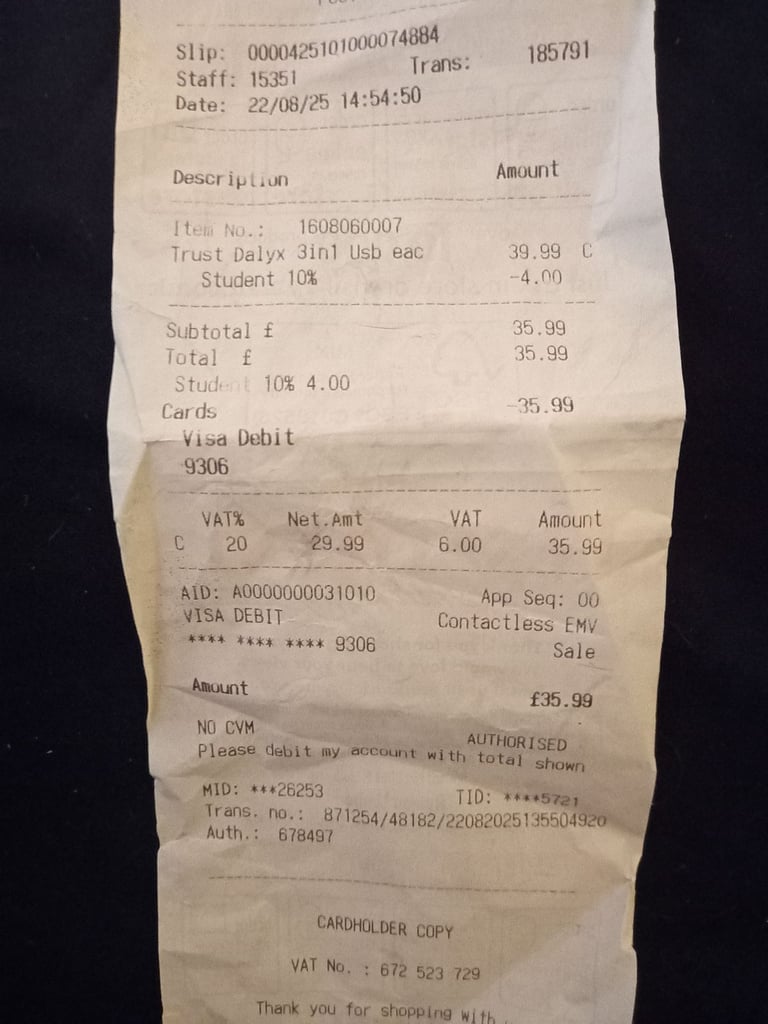 Slip: 0000425101000074884
Staff: 15351 Trans: 185791
Date: 22/08/25 14:54:50
Description Amount
Item No.: 1608060007
Trust Dalyx 3in1 Usb eac 39.99 C
Student 10% -4.00
Subtotal £ 35.99
Total £ 35.99
Student 10% 4.00
Cards -35.99
Visa Debit
9306
VAT% Net.Amt VAT Amount
C 20 29.99 6.00 35.99
AID: A0000000031010 App Seq: 00
VISA DEBIT Contactless EMV
**** **** **** 9306 Sale
Amount £35.99
NO CVM AUTHORISED
Please debit my account with total shown
MID: ***26253 TID: ****5721
Trans. no.: 871254/48182/22082025135504920
Auth.: 678497
CARDHOLDER COPY
VAT No. : 672 523 729
Thank you for shopping with